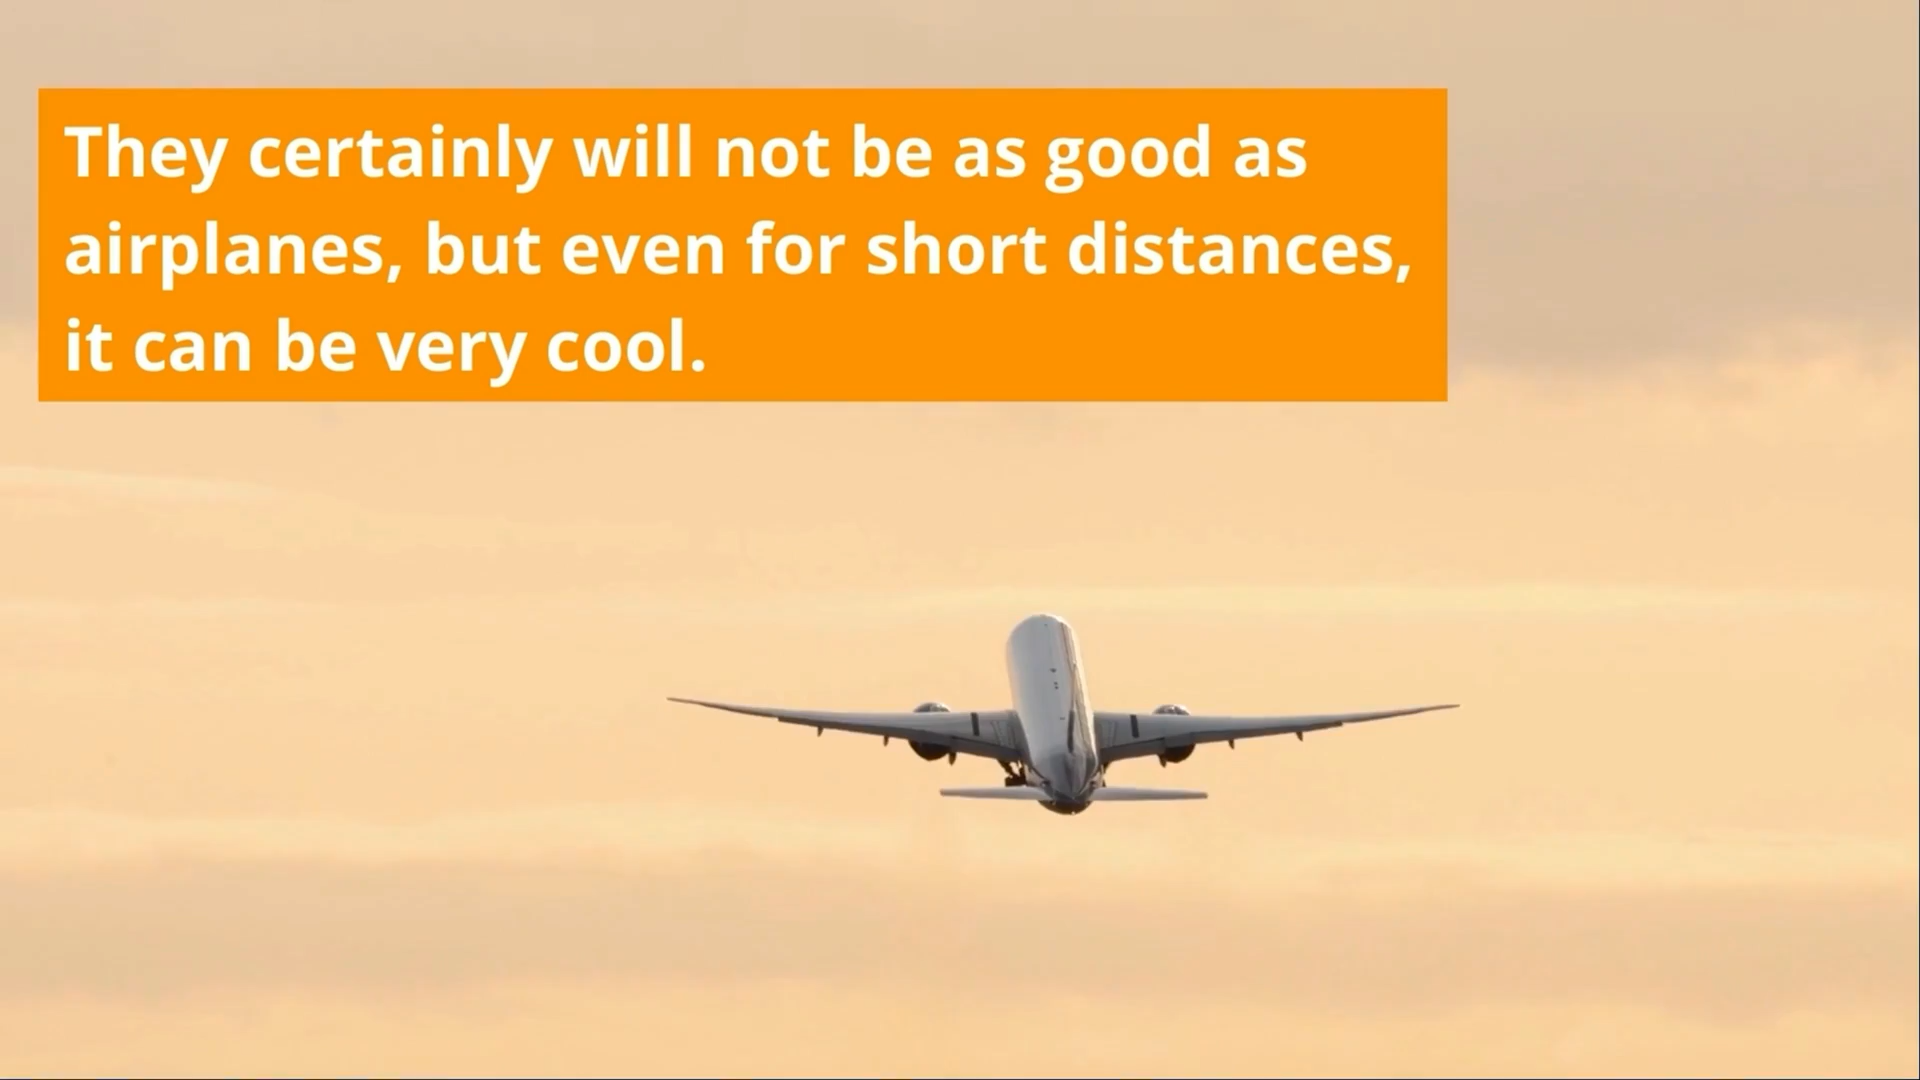 They certainly will not be as good as
airplanes, but even for short distances,
it can be very cool.